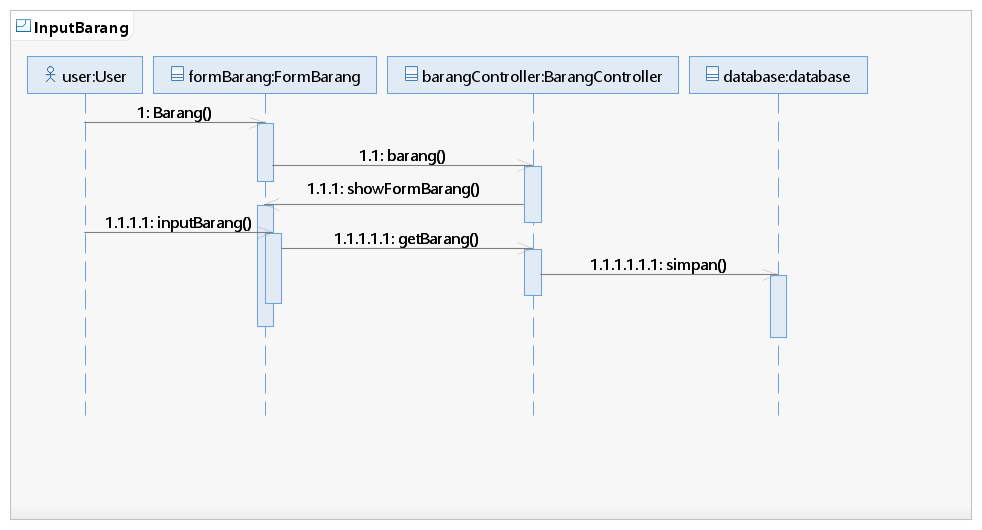 InputBarang
user:User
formBarang:FormBarang
barangController:BarangController
database:database
1: Barang()
1.1: barang()
1.1.1: showFormBarang()
1.1.1.1: inputBarang()
1.1.1.1.1: getBarang()
1.1.1.1.1.1: simpan()